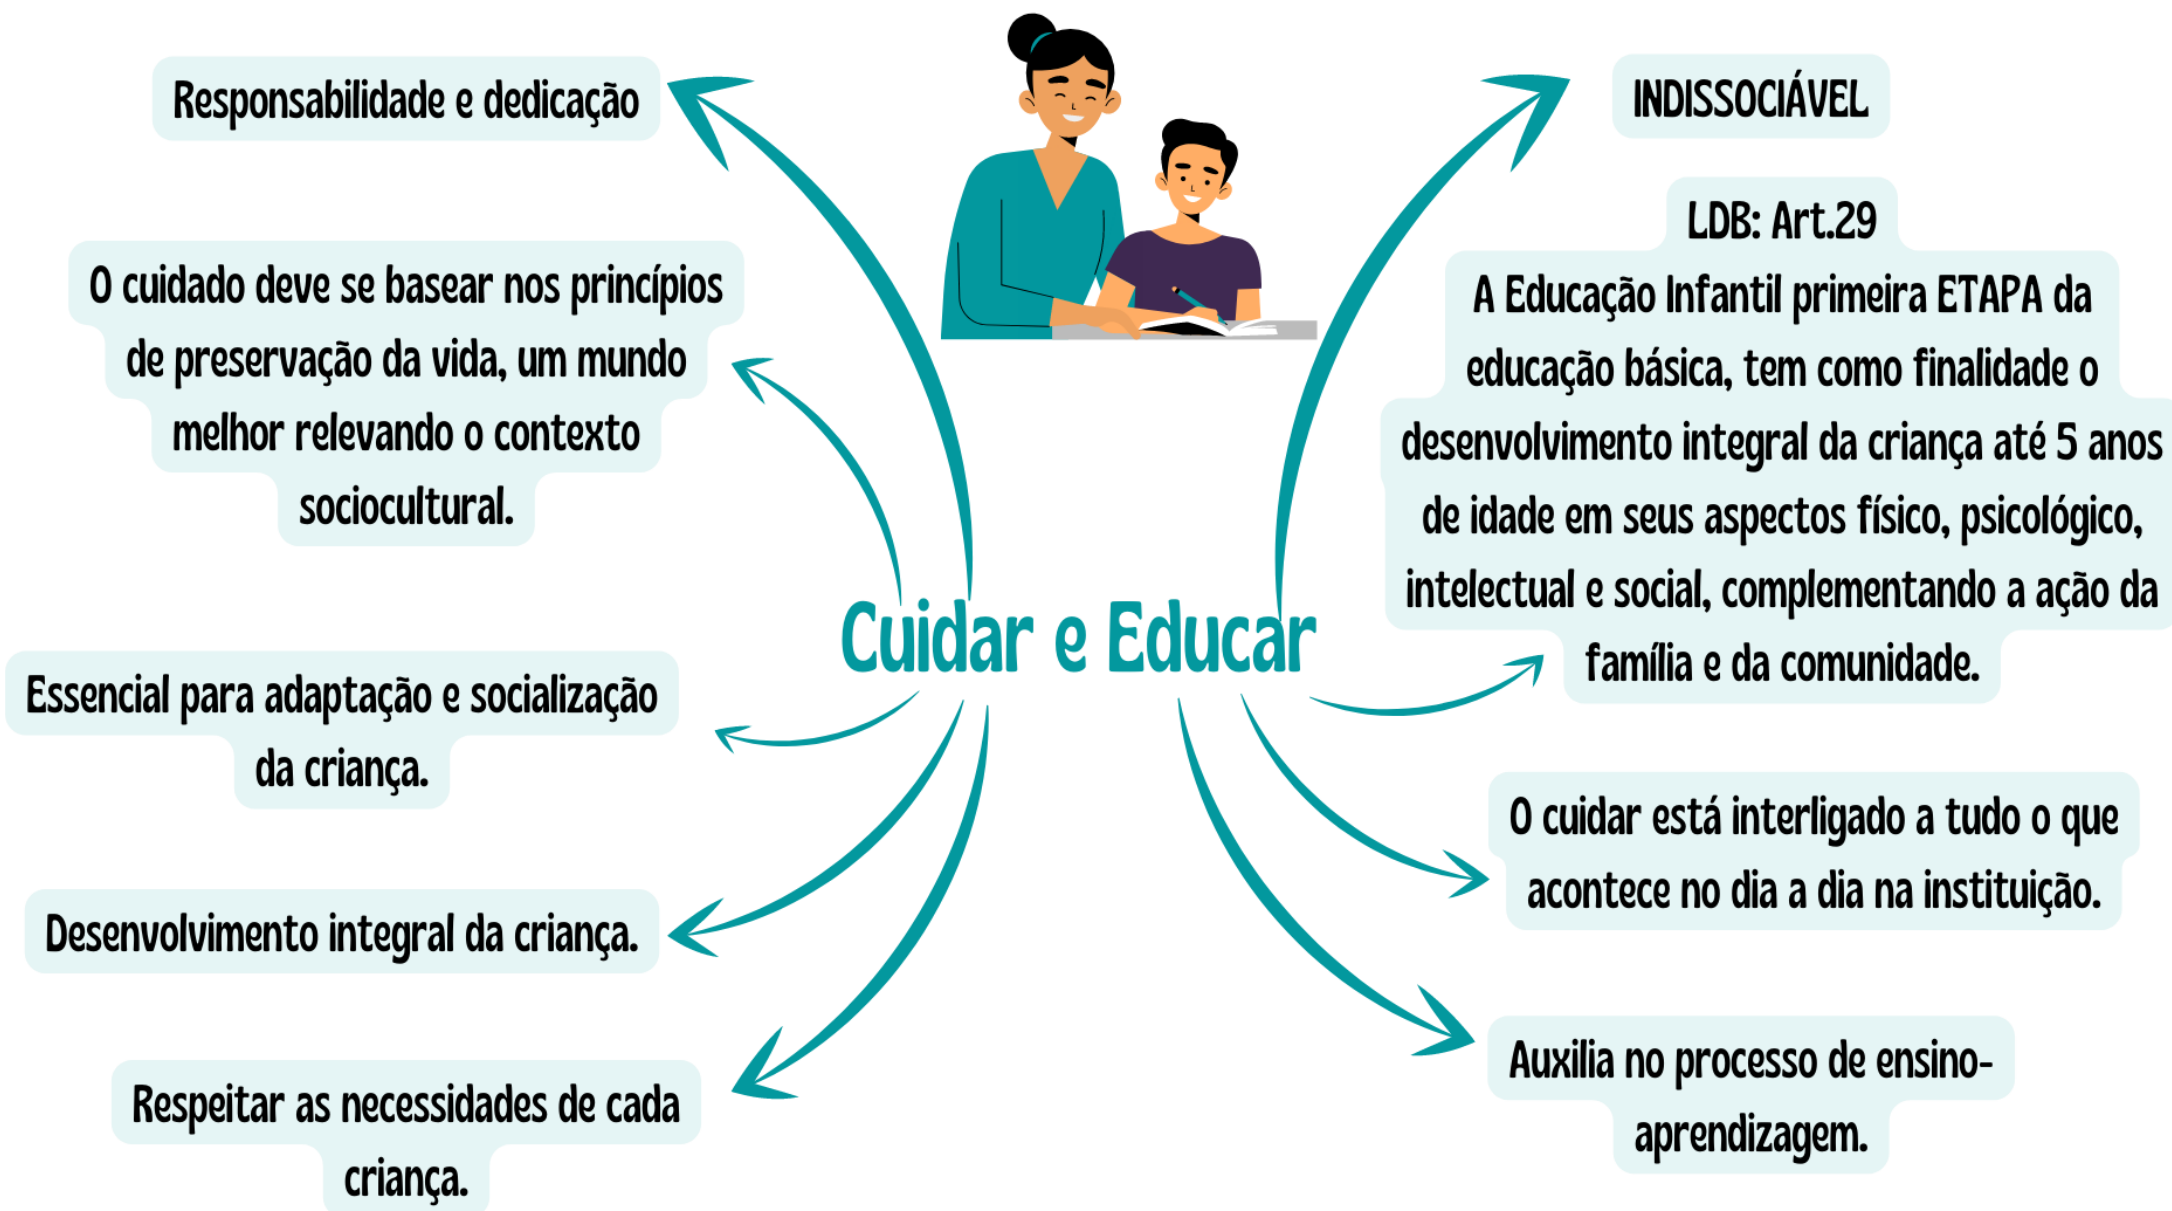 Responsabilidade e dedicação
O cuidado deve se basear nos princípios
de preservação da vida, um mundo
melhor relevando o contexto
sociocultural.
Essencial para adaptação e socialização
da criança.
Desenvolvimento integral da criança.
Respeitar as necessidades de cada
criança.
Cuidar e Educar
INDISSOCIÁVEL
LDB: Art.29
A Educação Infantil primeira ETAPA da
educação básica, tem como finalidade o
desenvolvimento integral da criança até 5 anos
de idade em seus aspectos físico, psicológico,
intelectual e social, complementando a ação da
família e da comunidade.
O cuidar está interligado a tudo o que
acontece no dia a dia na instituição.
Auxilia no processo de ensino-
aprendizagem.